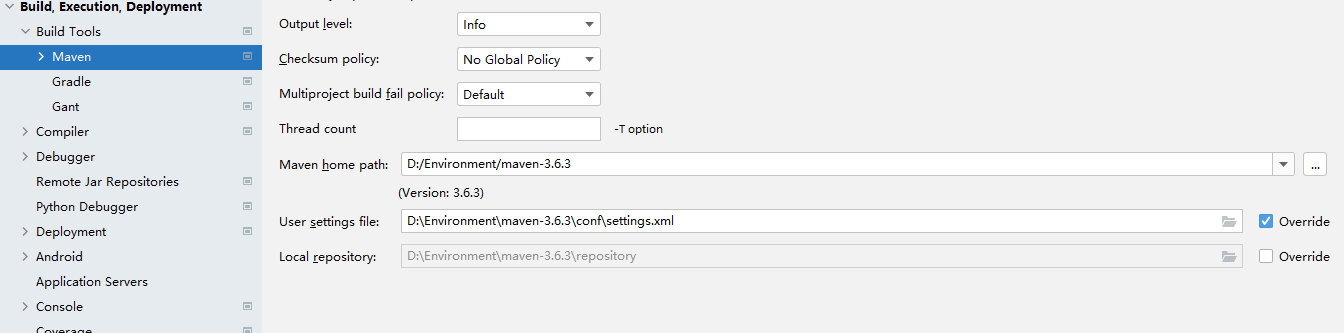 Build, Execution, Deployment
Build Tools
Maven
Gradle
Gant
Compiler
Debugger
Remote Jar Repositories
Python Debugger
Deployment
Android
Application Servers
Console
Coverage
Output level: Info
Checksum policy: No Global Policy
Multiproject build fail policy: Default
Thread count -T option
Maven home path: D:/Environment/maven-3.6.3 ...
(Version: 3.6.3)
User settings file: D:\Environment\maven-3.6.3\conf\settings.xml Override
Local repository: D:\Environment\maven-3.6.3\repository Override